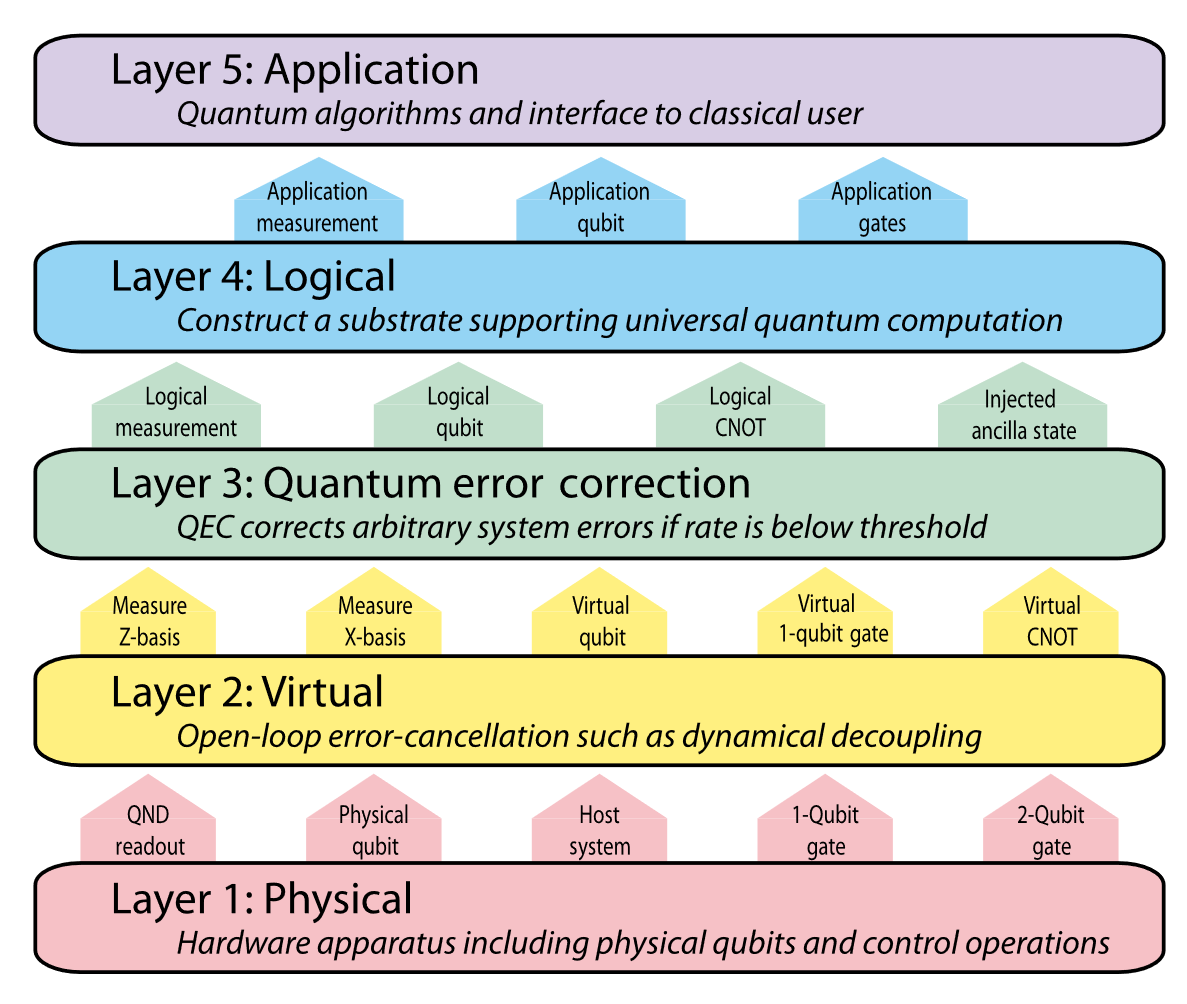 Layer 5: Application
Quantum algorithms and interface to classical user
Application
measurement
Application
qubit
Application
gates
Layer 4: Logical
Construct a substrate supporting universal quantum computation
Logical
measurement
Logical
qubit
Logical
CNOT
Injected
ancilla state
Layer 3: Quantum error correction
QEC corrects arbitrary system errors if rate is below threshold
Measure
Z-basis
Measure
X-basis
Virtual
qubit
Virtual
1-qubit gate
Virtual
CNOT
Layer 2: Virtual
Open-loop error-cancellation such as dynamical decoupling
QND
readout
Physical
qubit
Host
system
1-Qubit
gate
2-Qubit
gate
Layer 1: Physical
Hardware apparatus including physical qubits and control operations